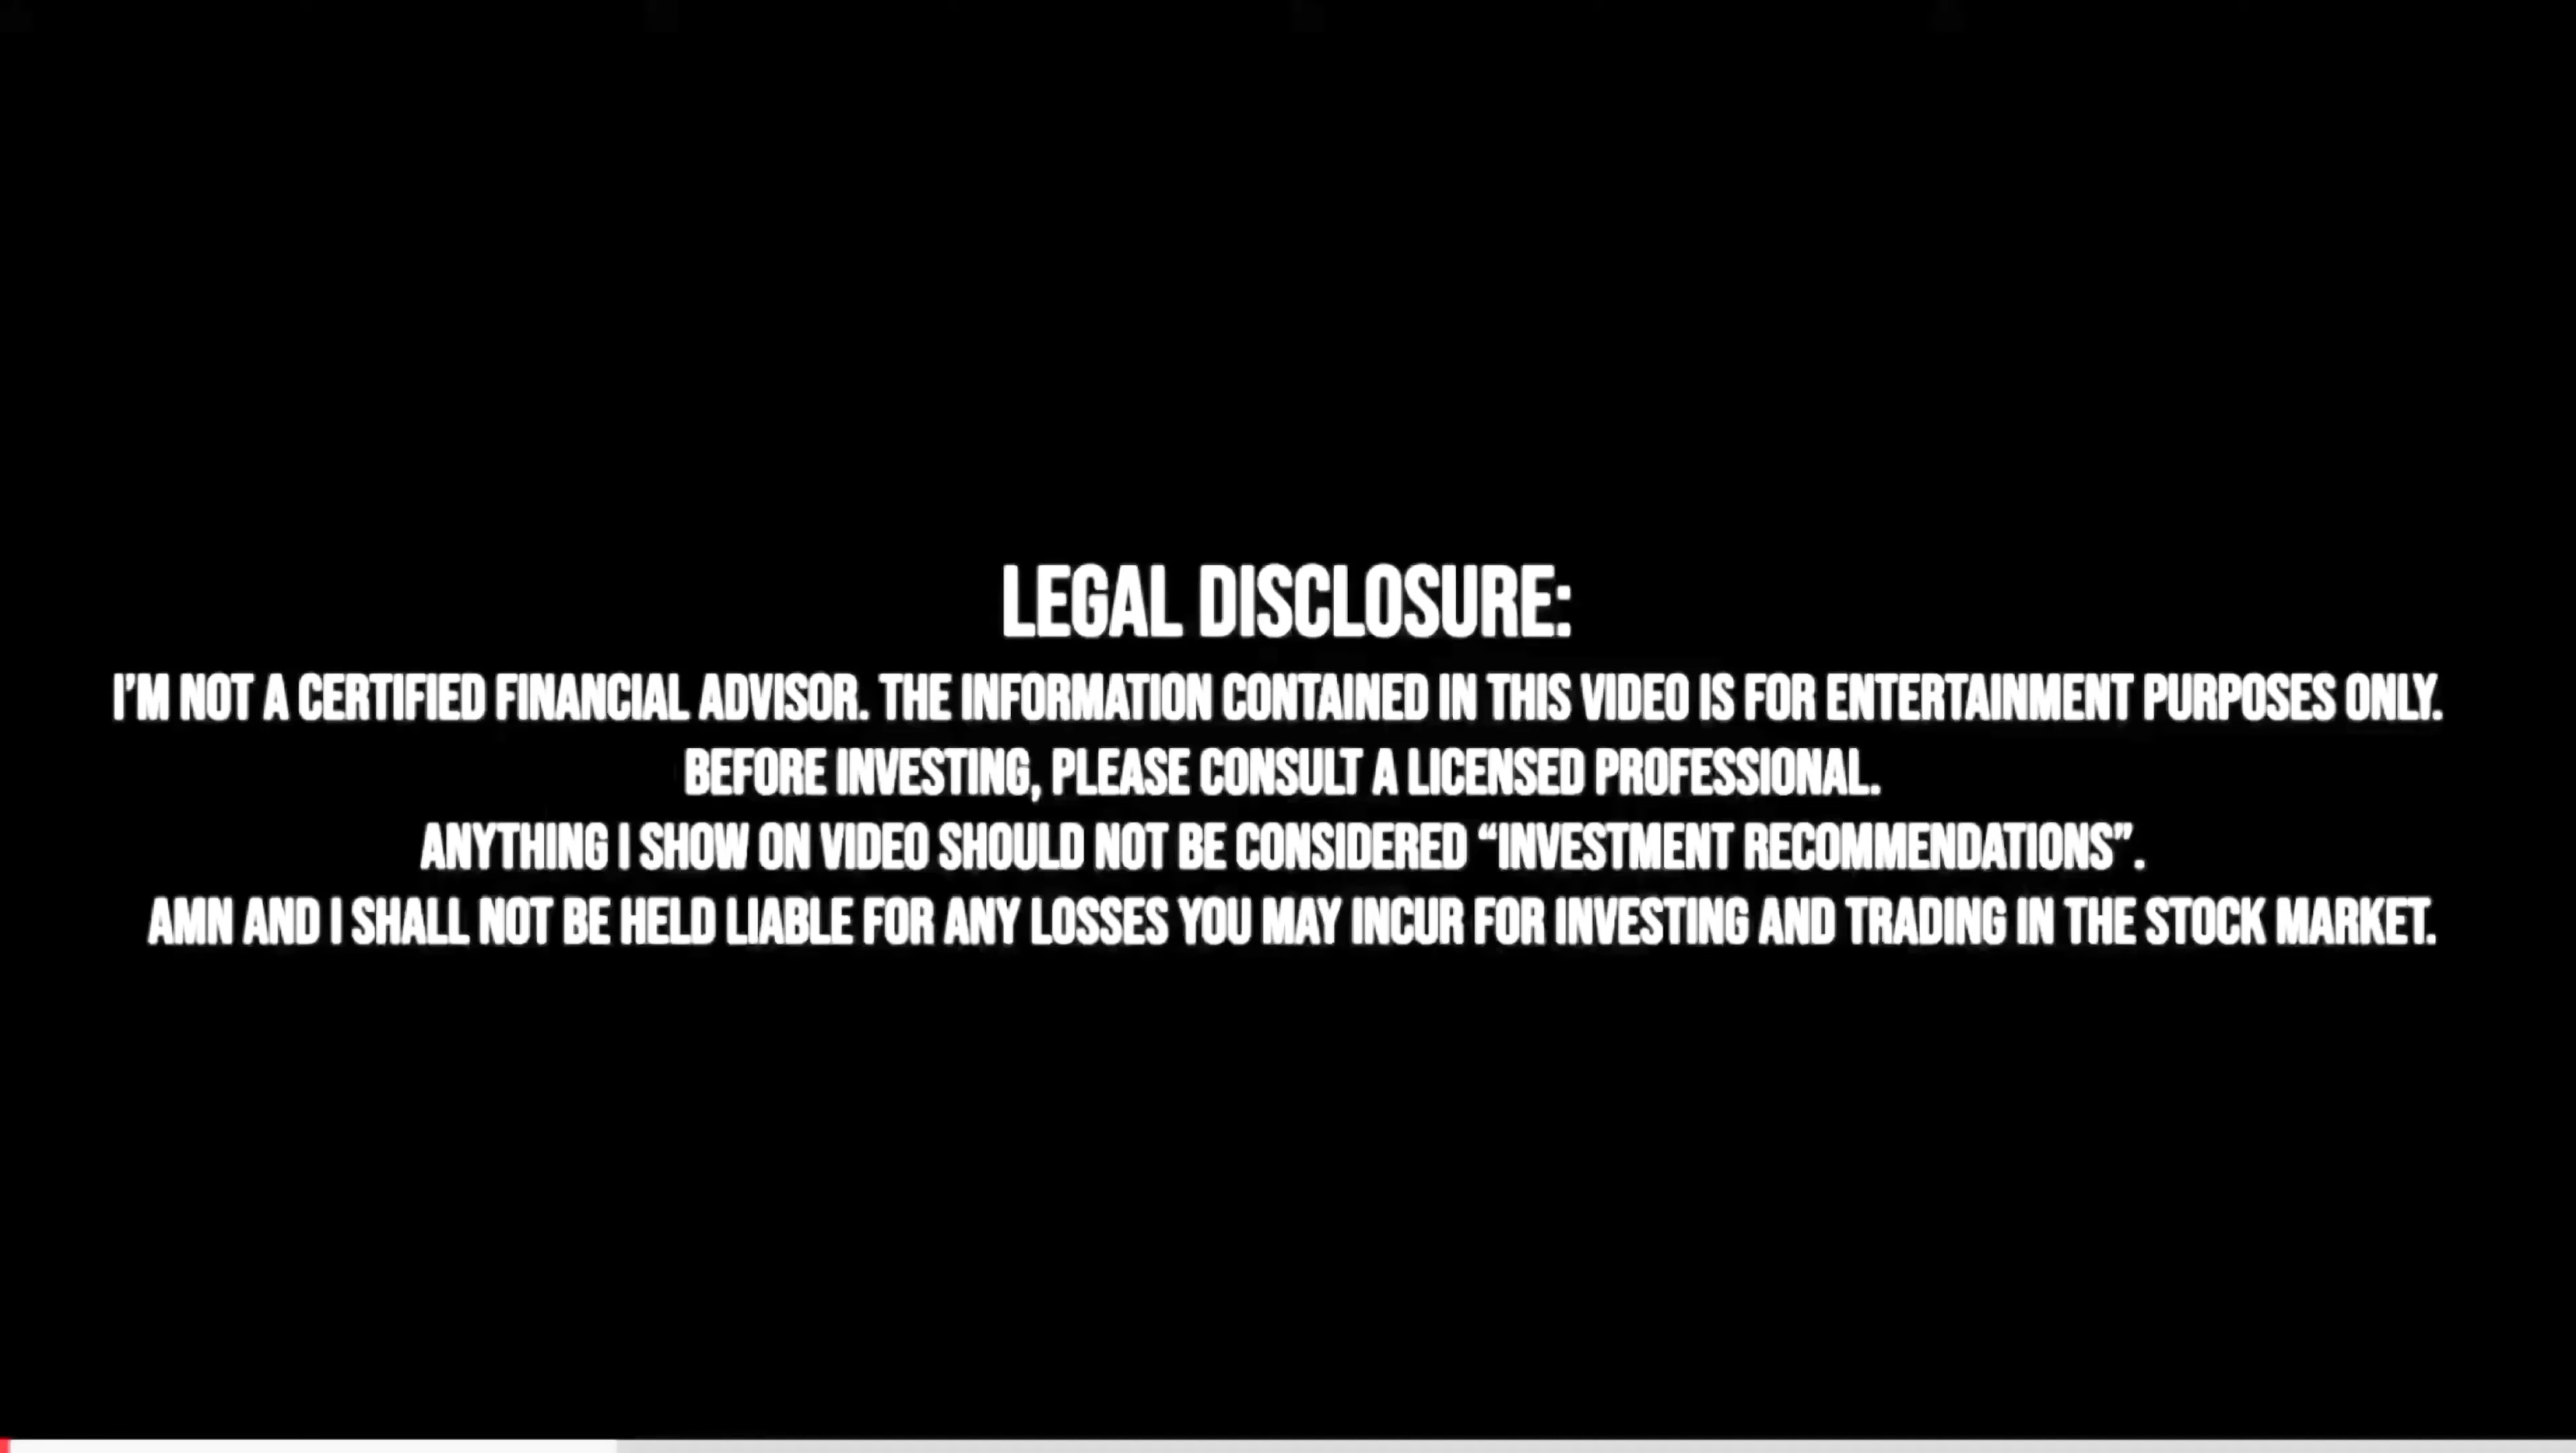 LEGAL DISCLOSURE:
I’M NOT A CERTIFIED FINANCIAL ADVISOR. THE INFORMATION CONTAINED IN THIS VIDEO IS FOR ENTERTAINMENT PURPOSES ONLY.
BEFORE INVESTING, PLEASE CONSULT A LICENSED PROFESSIONAL.
ANYTHING I SHOW ON VIDEO SHOULD NOT BE CONSIDERED “INVESTMENT RECOMMENDATIONS”.
AMN AND I SHALL NOT BE HELD LIABLE FOR ANY LOSSES YOU MAY INCUR FOR INVESTING AND TRADING IN THE STOCK MARKET.